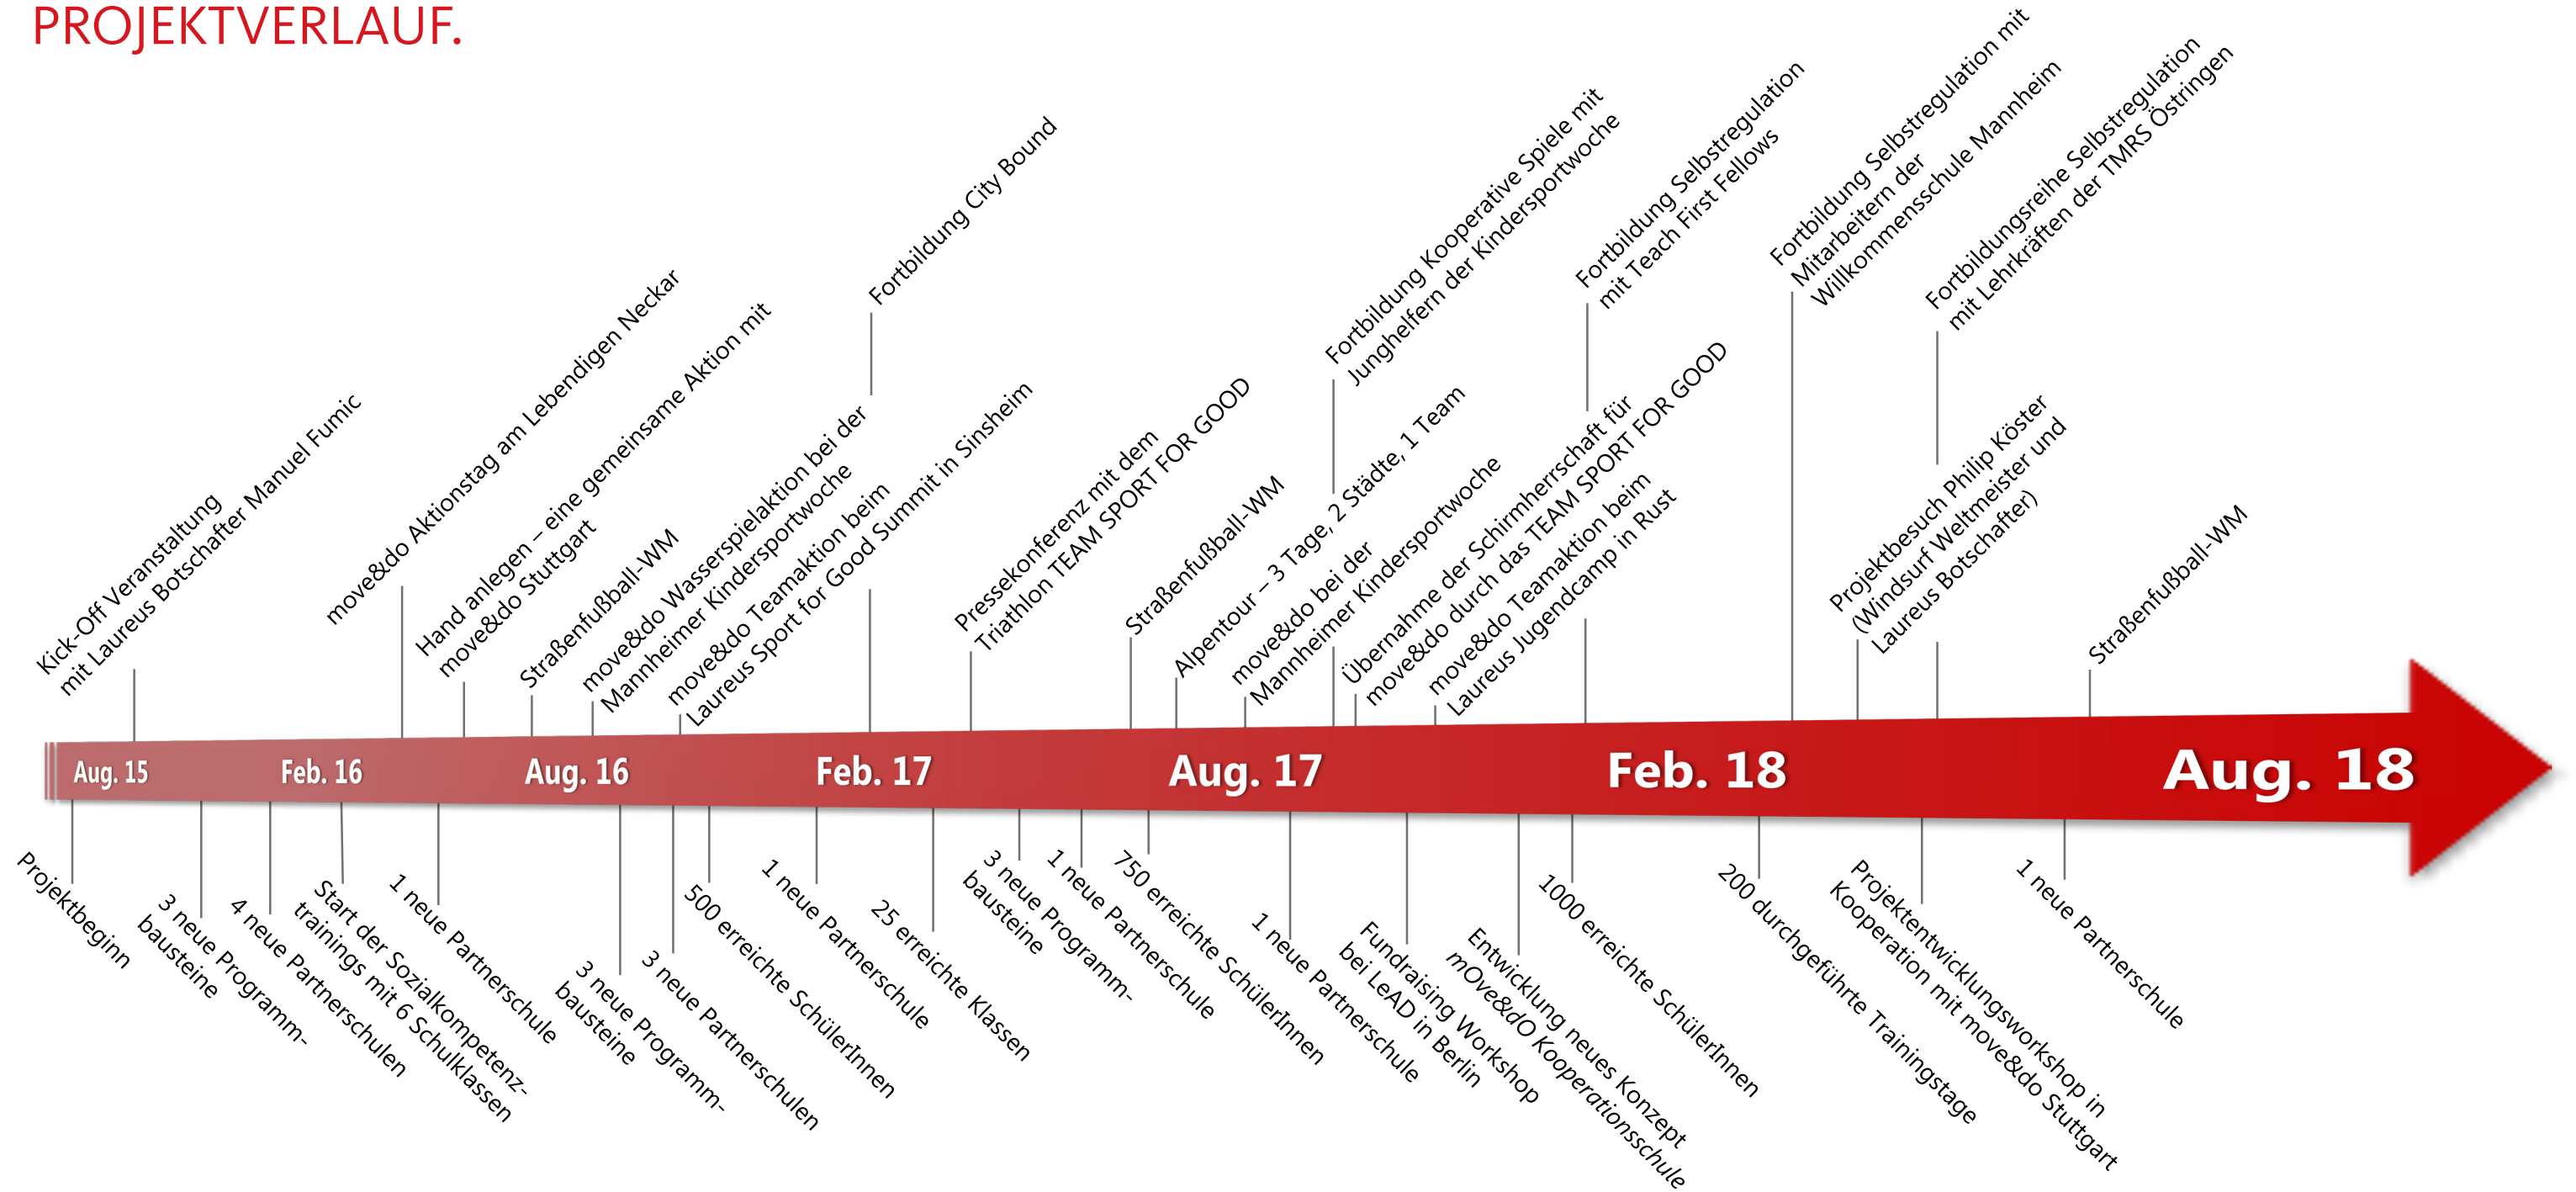 PROJEKTVERLAUF.
Kick-Off Veranstaltung
mit Laureus Botschafter Manuel Fumic
move&do Aktionstag am Lebendigen Neckar
Hand anlegen – eine gemeinsame Aktion mit
move&do Stuttgart
Straßenfußball-WM
move&do Wasserspielaktion bei der
Mannheimer Kindersportwoche
move&do Teamaktion beim
Laureus Sport for Good Summit in Sinsheim
Fortbildung City Bound
Pressekonferenz mit dem
Triathlon TEAM SPORT FOR GOOD
Straßenfußball-WM
Alpentour – 3 Tage, 2 Städte, 1 Team
move&do bei der
Mannheimer Kindersportwoche
Fortbildung Kooperative Spiele mit
Junghelfern der Kindersportwoche
Übernahme der Schirmherrschaft für
move&do durch das TEAM SPORT FOR GOOD
move&do Teamaktion beim
Laureus Jugendcamp in Rust
Fortbildung Selbstregulation
mit Teach First Fellows
Fortbildung Selbstregulation mit
Mitarbeitern der
Willkommensschule Mannheim
Projektbesuch Philip Köster
(Windsurf Weltmeister und
Laureus Botschafter)
Fortbildungsreihe Selbstregulation
mit Lehrkräften der TMRS Östringen
Straßenfußball-WM
Aug. 15
Feb. 16
Aug. 16
Feb. 17
Aug. 17
Feb. 18
Aug. 18
Projektbeginn
3 neue Programm-
bausteine
4 neue Partnerschulen
Start der Sozialkompetenz-
trainings mit 6 Schulklassen
1 neue Partnerschule
3 neue Programm-
bausteine
3 neue Partnerschulen
500 erreichte SchülerInnen
1 neue Partnerschule
25 erreichte Klassen
3 neue Programm-
bausteine
1 neue Partnerschule
750 erreichte SchülerInnen
1 neue Partnerschule
Fundraising Workshop
bei LeAD in Berlin
Entwicklung neues Konzept
mOve&dO Kooperationsschule
1000 erreichte SchülerInnen
200 durchgeführte Trainingstage
Projektentwicklungsworkshop in
Kooperation mit move&do Stuttgart
1 neue Partnerschule